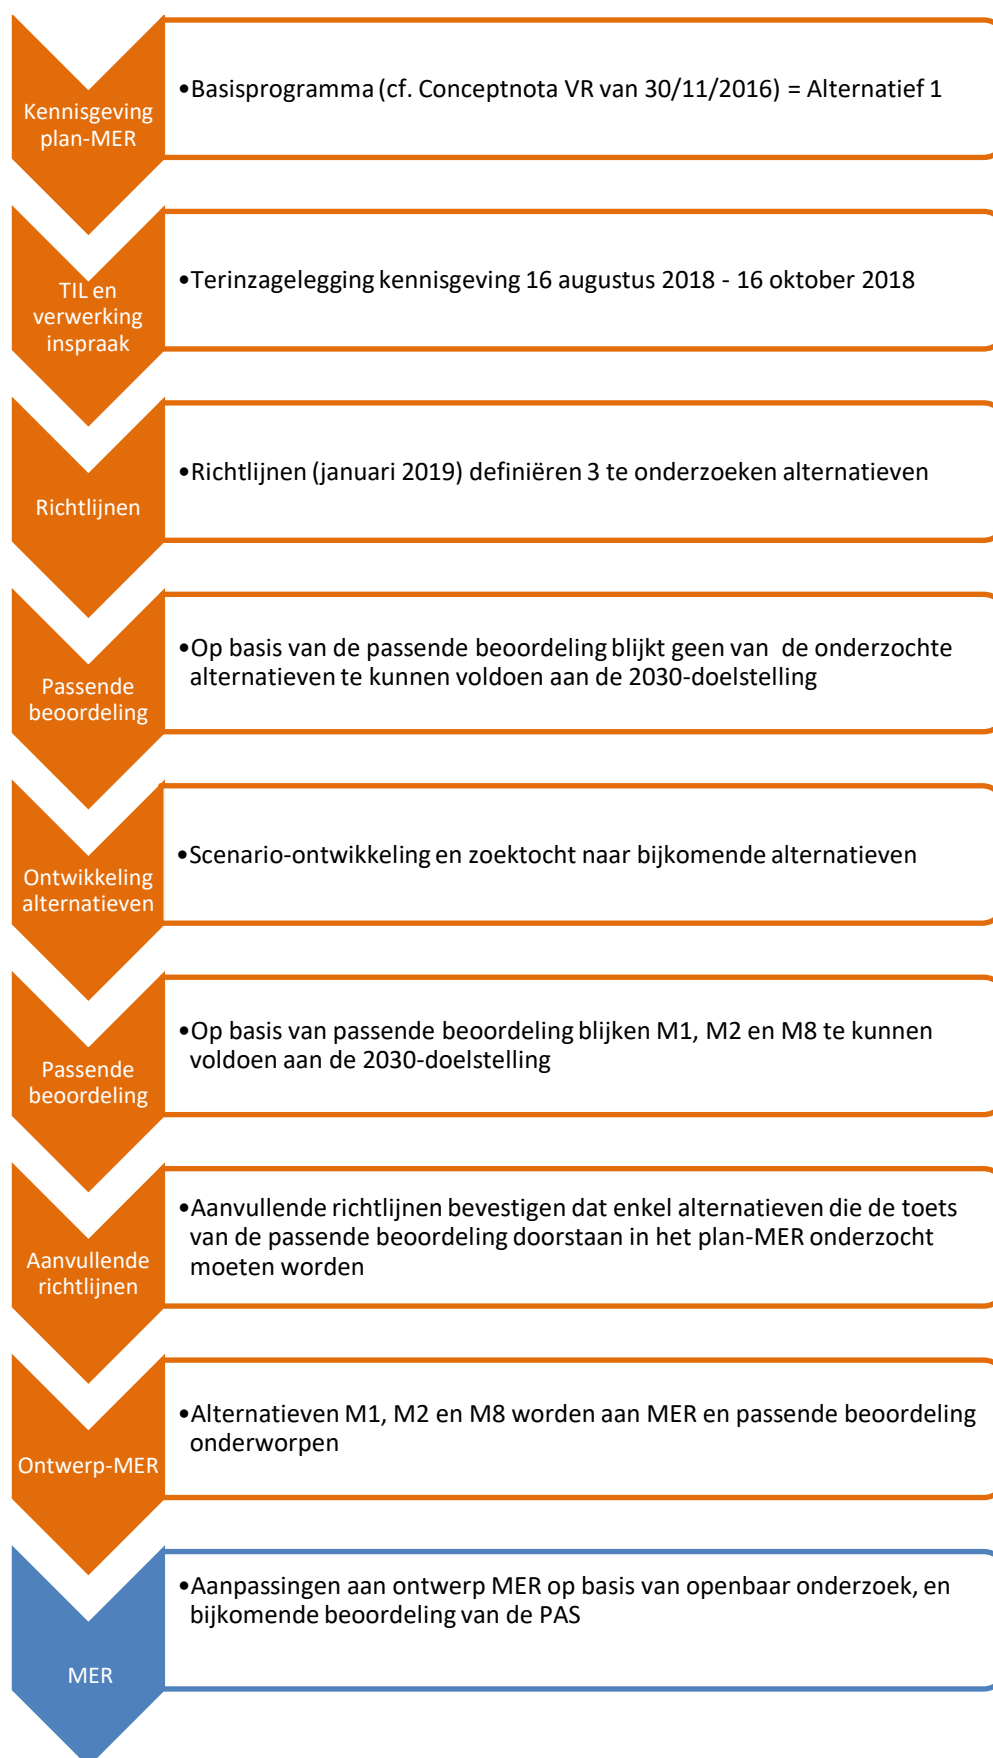 Kennisgeving
plan-MER
•Basisprogramma (cf. Conceptnota VR van 30/11/2016) = Alternatief 1
TIL en
verwerking
inspraak
•Terinzagelegging kennisgeving 16 augustus 2018 - 16 oktober 2018
Richtlijnen
•Richtlijnen (januari 2019) definiëren 3 te onderzoeken alternatieven
Passende
beoordeling
•Op basis van de passende beoordeling blijkt geen van de onderzochte
alternatieven te kunnen voldoen aan de 2030-doelstelling
Ontwikkeling
alternatieven
•Scenario-ontwikkeling en zoektocht naar bijkomende alternatieven
Passende
beoordeling
•Op basis van passende beoordeling blijken M1, M2 en M8 te kunnen
voldoen aan de 2030-doelstelling
Aanvullende
richtlijnen
•Aanvullende richtlijnen bevestigen dat enkel alternatieven die de toets
van de passende beoordeling doorstaan in het plan-MER onderzocht
moeten worden
Ontwerp-MER
•Alternatieven M1, M2 en M8 worden aan MER en passende beoordeling
onderworpen
MER
•Aanpassingen aan ontwerp MER op basis van openbaar onderzoek, en
bijkomende beoordeling van de PAS